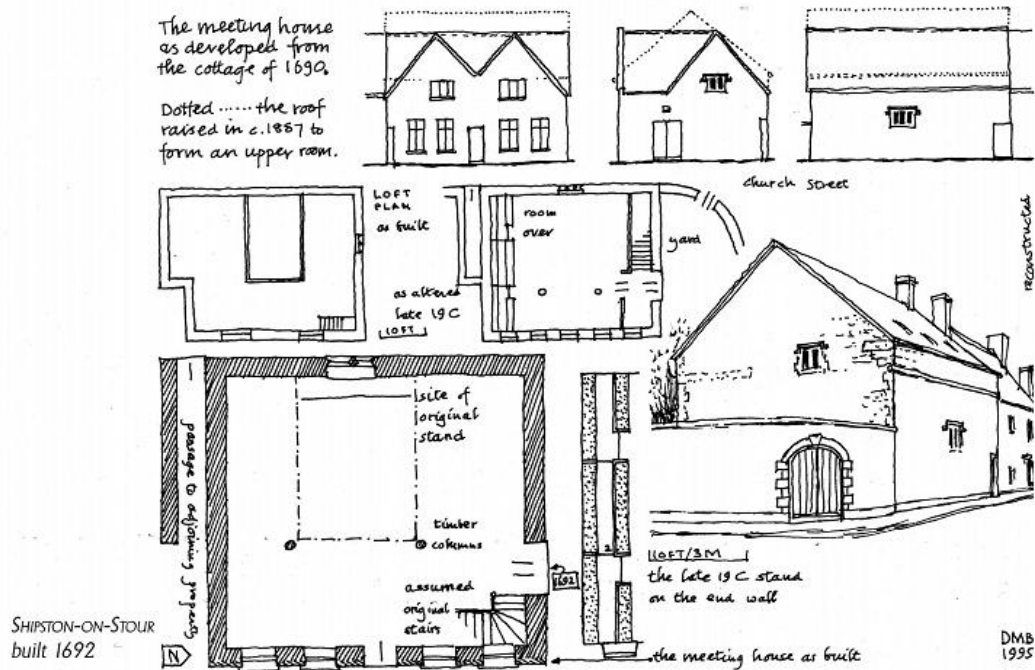 The meeting house
as developed from
the cottage of 1690.
Dotted ...... the roof
raised in c.1887 to
form an upper room.
church street
reconstructed
LOFT
PLAN
as built
room
over
yard
as altered
late 19C
10FT
site of
original
stand
passage to adjoining property
timber
columns
1692
assumed
original
stairs
2
10FT/3M
the late 19C stand
on the end wall
SHIPSTON-ON-STOUR
built 1692
N
the meeting house as built
DMB